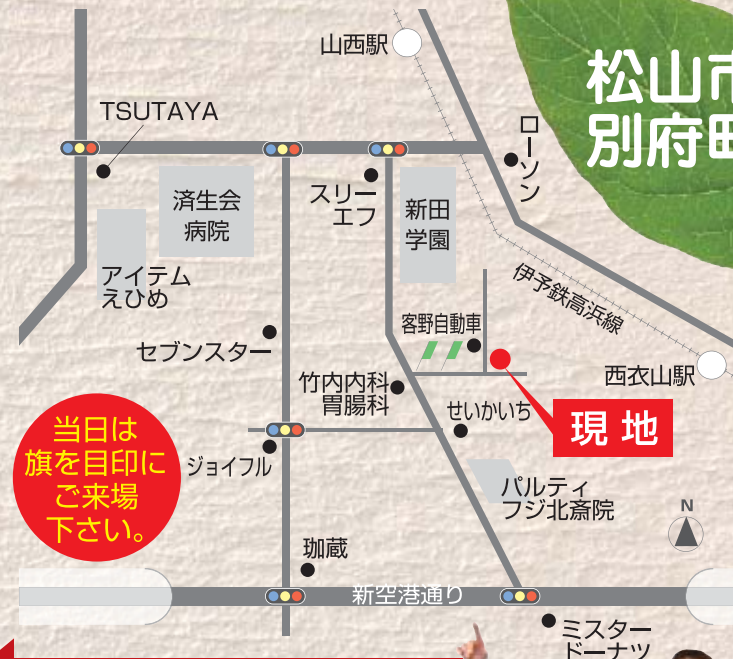 山西駅
松山市
別府町
TSUTAYA
ローソン
済生会
病院
スリー
エフ
新田
学園
アイテム
えひめ
伊予鉄高浜線
客野自動車
セブンスター
西衣山駅
竹内内科
胃腸科
せいかいち
現地
当日は
旗を目印に
ご来場
下さい。
ジョイフル
パルティ
フジ北斎院
N
珈蔵
新空港通り
ミスター
ドーナツ